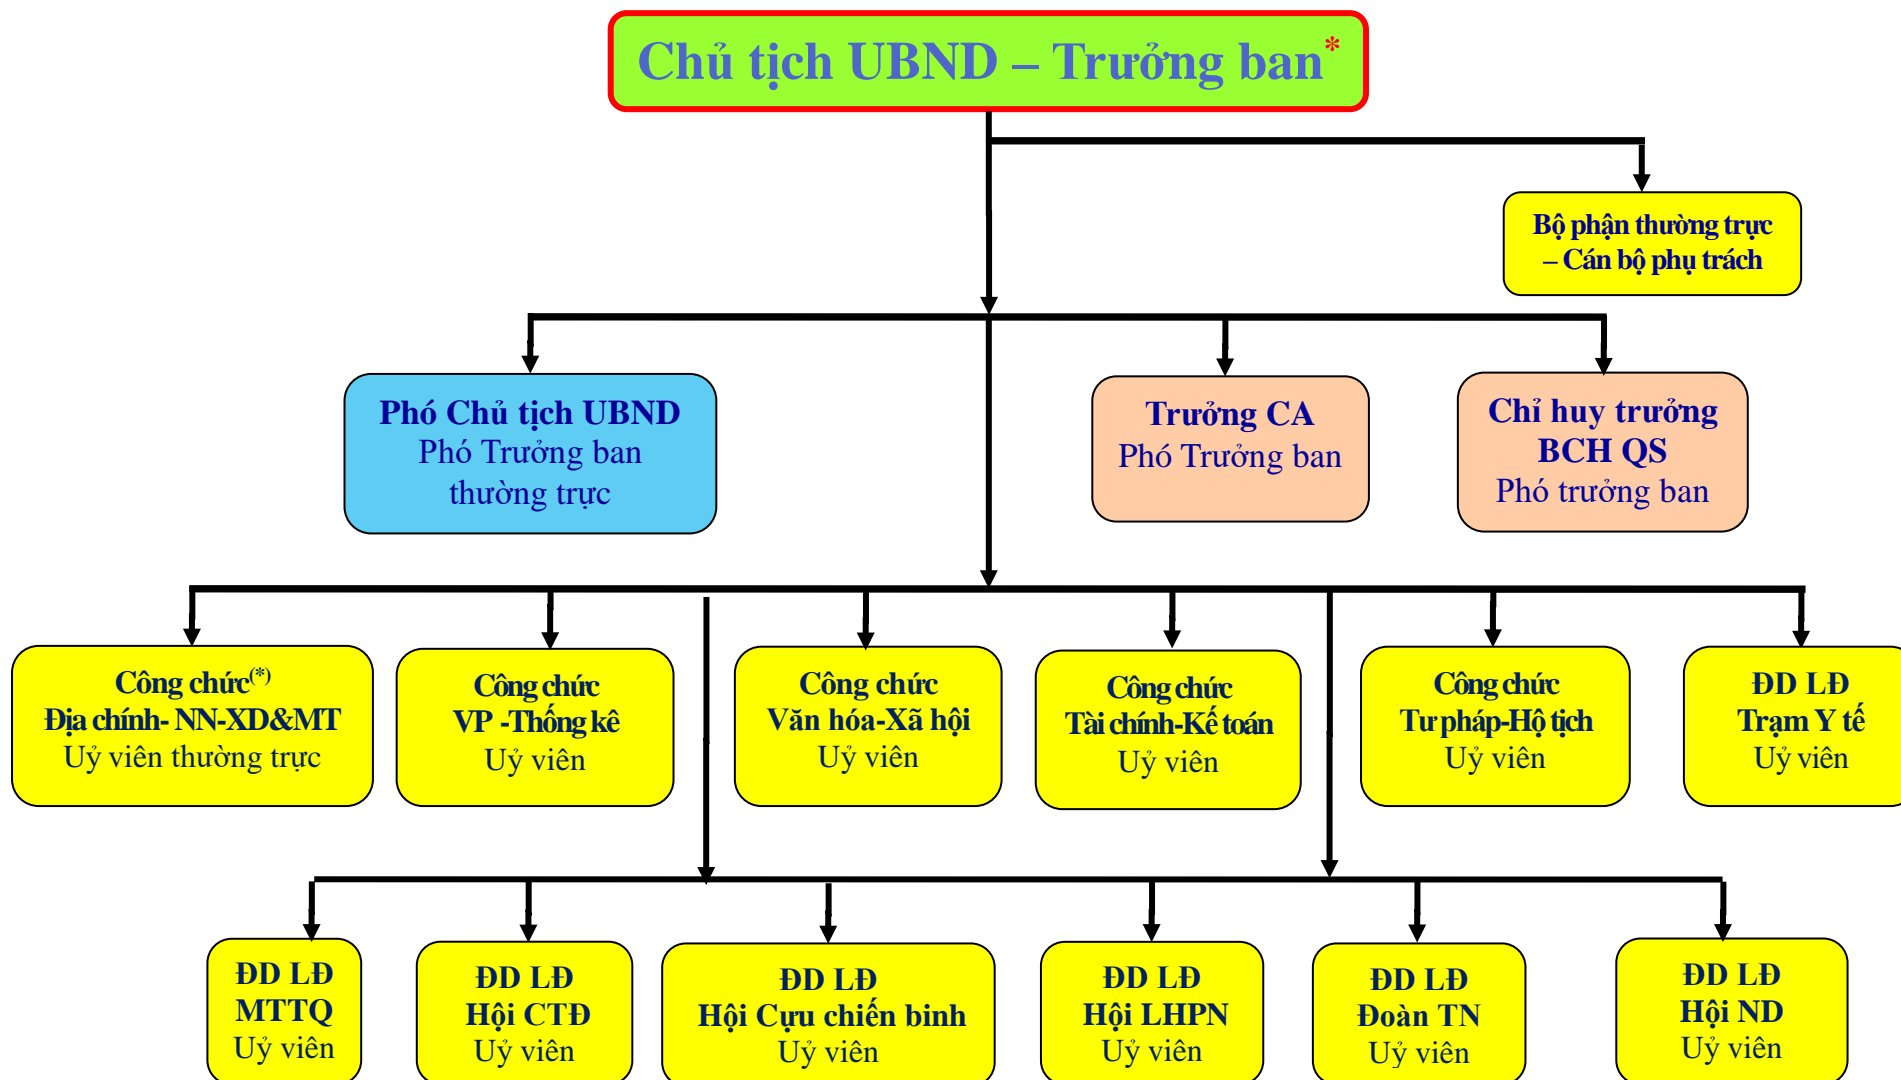 Chủ tịch UBND – Trưởng ban*
Bộ phận thường trực
– Cán bộ phụ trách
Phó Chủ tịch UBND
Phó Trưởng ban
thường trực
Trưởng CA
Phó Trưởng ban
Chỉ huy trưởng
BCH QS
Phó trưởng ban
Công chức(*)
Địa chính- NN-XD&MT
Uỷ viên thường trực
Công chức
VP -Thống kê
Uỷ viên
Công chức
Văn hóa-Xã hội
Uỷ viên
Công chức
Tài chính-Kế toán
Uỷ viên
Công chức
Tư pháp-Hộ tịch
Uỷ viên
ĐD LĐ
Trạm Y tế
Uỷ viên
ĐD LĐ
MTTQ
Uỷ viên
ĐD LĐ
Hội CTĐ
Uỷ viên
ĐD LĐ
Hội Cựu chiến binh
Uỷ viên
ĐD LĐ
Hội LHPN
Uỷ viên
ĐD LĐ
Đoàn TN
Uỷ viên
ĐD LĐ
Hội ND
Uỷ viên